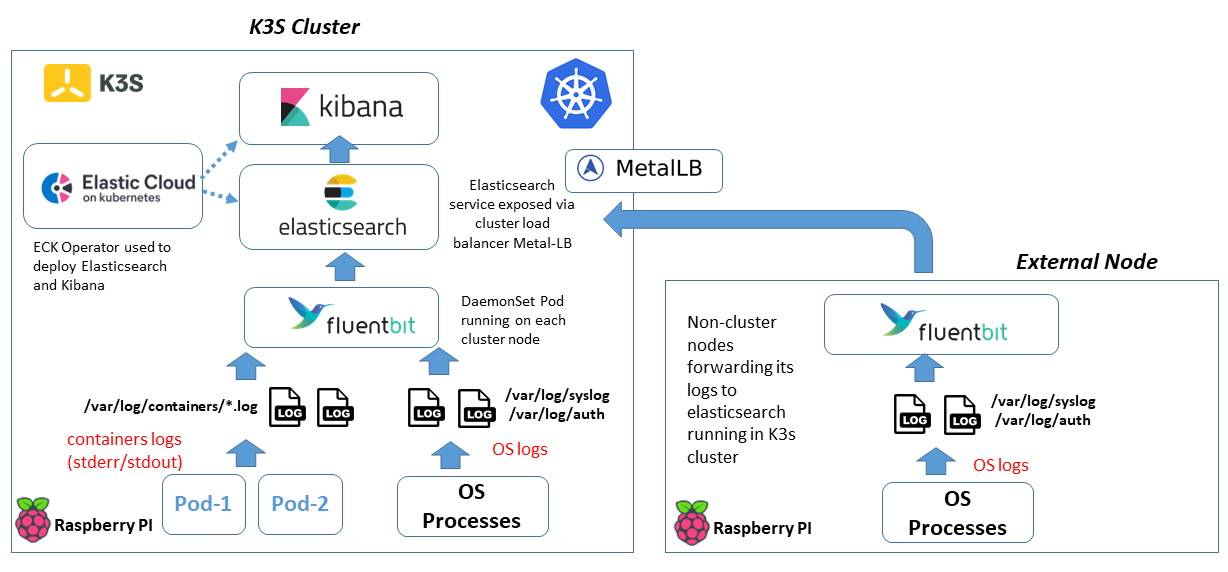 K3S Cluster
K3S
kibana
Elastic Cloud
on kubernetes
elasticsearch
MetalLB
Elasticsearch
service exposed via
cluster load
balancer Metal-LB
ECK Operator used to
deploy Elasticsearch
and Kibana
fluentbit
DaemonSet Pod
running on each
cluster node
/var/log/containers/*.log
LOG
LOG
LOG
LOG
/var/log/syslog
/var/log/auth
containers logs
(stderr/stdout)
OS logs
Pod-1
Pod-2
OS
Processes
Raspberry PI
External Node
Non-cluster
nodes
forwarding its
logs to
elasticsearch
running in K3s
cluster
fluentbit
LOG
LOG
/var/log/syslog
/var/log/auth
OS logs
OS
Processes
Raspberry PI